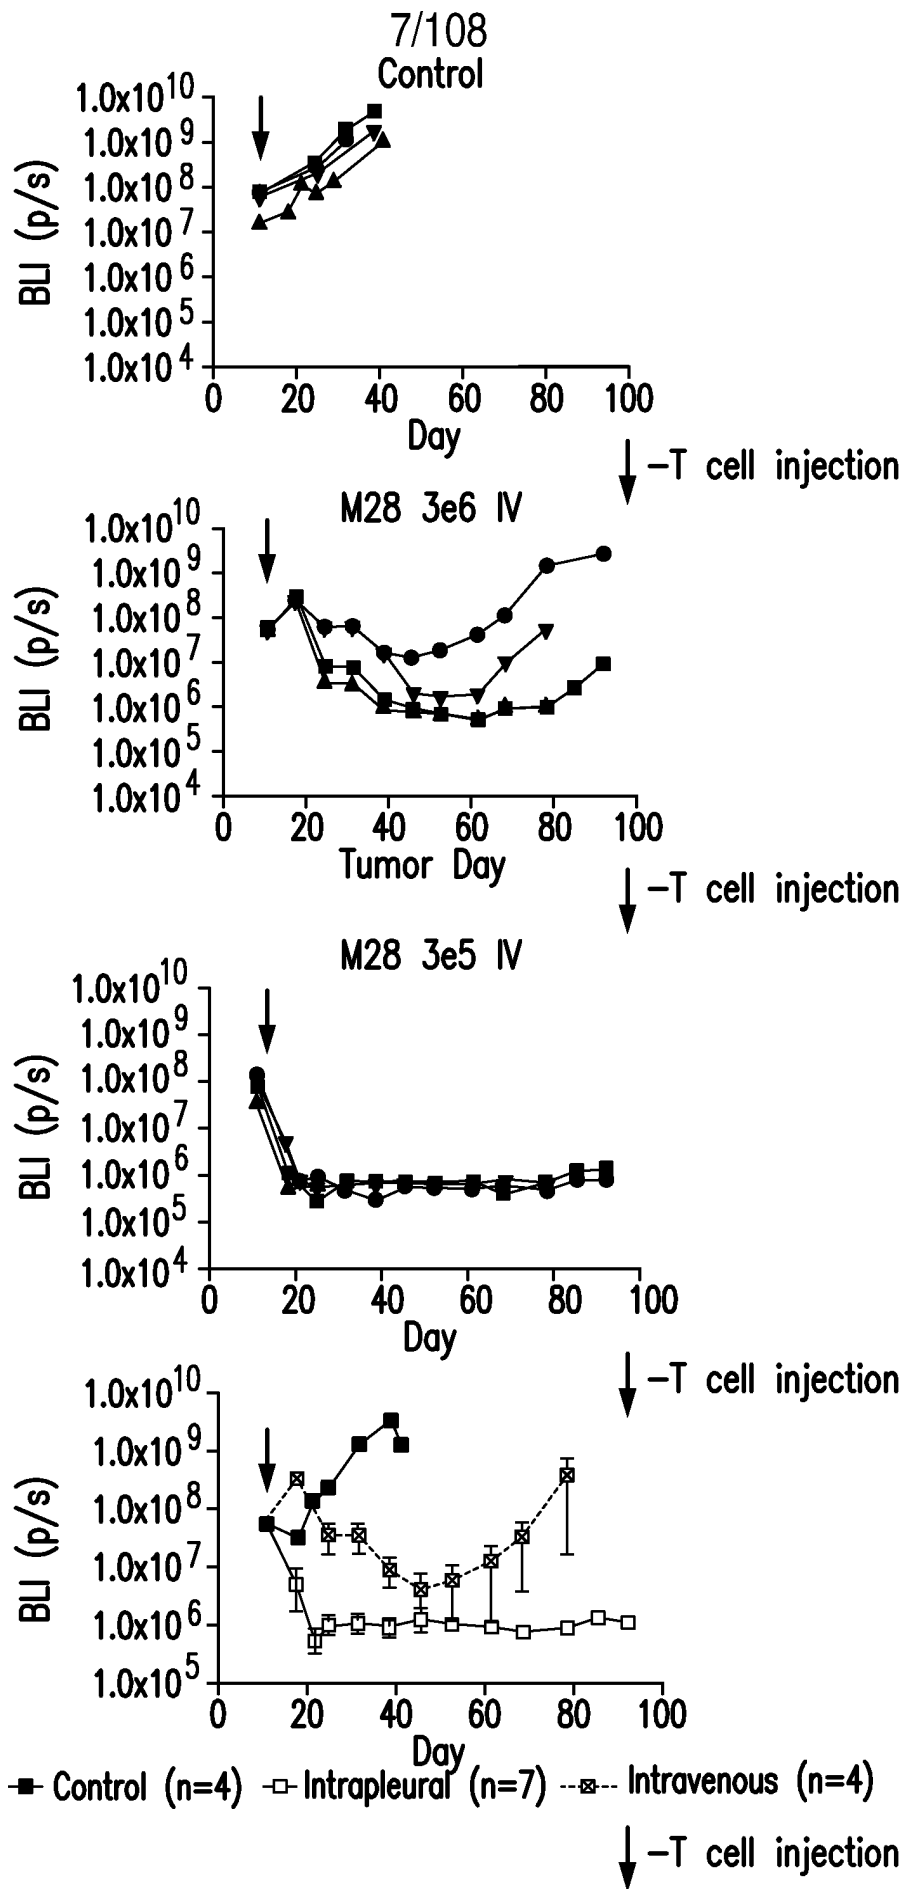 7/108
Control
1.0x10^10
1.0x10^9
1.0x10^8
1.0x10^7
1.0x10^6
1.0x10^5
1.0x10^4
BLI (p/s)
0 20 40 60 80 100
Day
–T cell injection
M28 3e6 IV
1.0x10^10
1.0x10^9
1.0x10^8
1.0x10^7
1.0x10^6
1.0x10^5
1.0x10^4
BLI (p/s)
0 20 40 60 80 100
Tumor Day
–T cell injection
M28 3e5 IV
1.0x10^10
1.0x10^9
1.0x10^8
1.0x10^7
1.0x10^6
1.0x10^5
1.0x10^4
BLI (p/s)
0 20 40 60 80 100
Day
–T cell injection
1.0x10^10
1.0x10^9
1.0x10^8
1.0x10^7
1.0x10^6
1.0x10^5
BLI (p/s)
0 20 40 60 80 100
Day
Control (n=4) Intrapleural (n=7) Intravenous (n=4)
–T cell injection